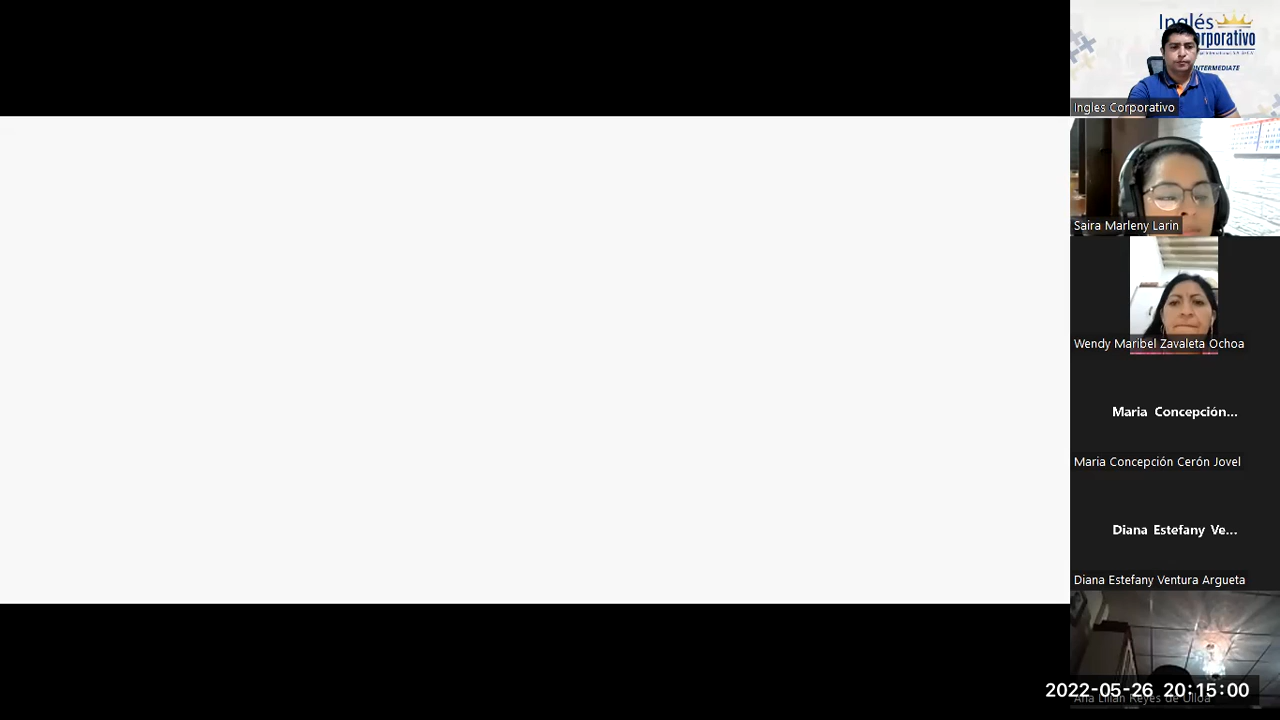 Inglés
Corporativo
INTERMEDIATE
Ingles Corporativo
Saira Marleny Larin
Wendy Maribel Zavaleta Ochoa
Maria Concepción...
Maria Concepción Cerón Jovel
Diana Estefany Ve...
Diana Estefany Ventura Argueta
2022-05-26 20:15:00
Ana Lilian Reyes de Ulloa